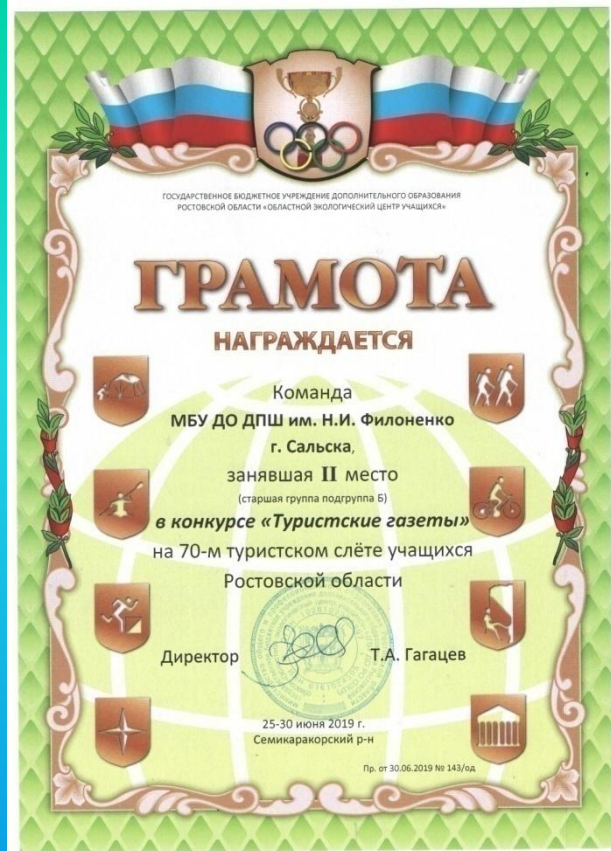 ГОСУДАРСТВЕННОЕ БЮДЖЕТНОЕ УЧРЕЖДЕНИЕ ДОПОЛНИТЕЛЬНОГО ОБРАЗОВАНИЯ
РОСТОВСКОЙ ОБЛАСТИ «ОБЛАСТНОЙ ЭКОЛОГИЧЕСКИЙ ЦЕНТР УЧАЩИХСЯ»
ГРАМОТА
НАГРАЖДАЕТСЯ
Команда
МБУ ДО ДПШ им. Н.И. Филоненко
г. Сальска,
занявшая II место
(старшая группа подгруппа Б)
в конкурсе «Туристские газеты»
на 70-м туристском слёте учащихся
Ростовской области
Директор Т.А. Гагацев
25-30 июня 2019 г.
Семикаракорский р-н
Пр. от 30.06.2019 № 143/од